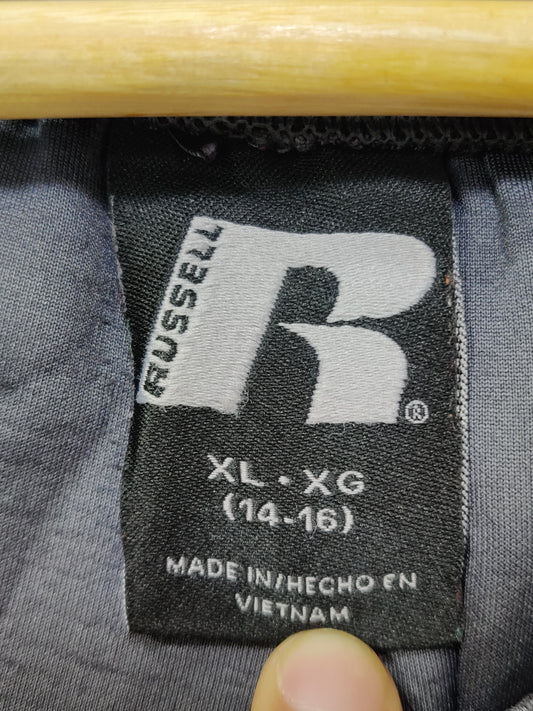 RUSSELL
®
XL • XG
(14-16)
MADE IN/HECHO EN
VIETNAM